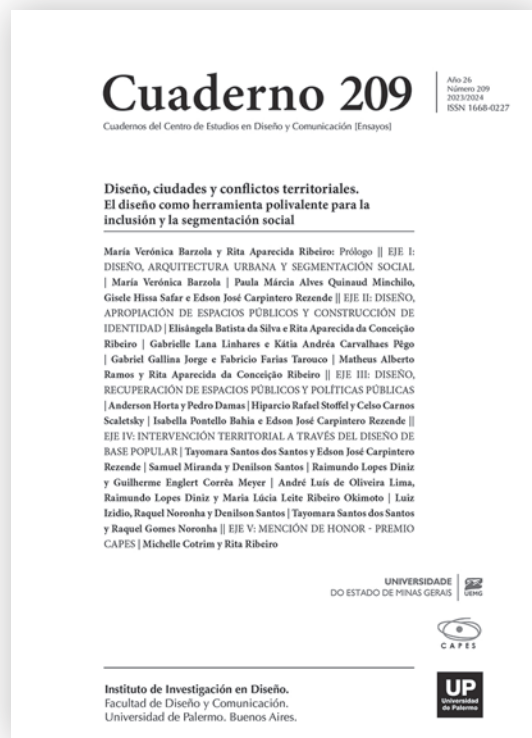 Cuaderno 209
Año 26
Número 209
2023/2024
ISSN 1668-0227
Cuadernos del Centro de Estudios en Diseño y Comunicación [Ensayos]
Diseño, ciudades y conflictos territoriales.
El diseño como herramienta polivalente para la
inclusión y la segmentación social
María Verónica Barzola y Rita Aparecida Ribeiro: Prólogo || EJE I:
DISEÑO, ARQUITECTURA URBANA Y SEGMENTACIÓN SOCIAL
| María Verónica Barzola | Paula Márcia Alves Quinaud Minchilo,
Gisele Hissa Safar e Edson José Carpintero Rezende || EJE II: DISEÑO,
APROPIACIÓN DE ESPACIOS PÚBLICOS Y CONSTRUCCIÓN DE
IDENTIDAD | Elisângela Batista da Silva e Rita Aparecida da Conceição
Ribeiro | Gabrielle Lana Linhares e Kátia Andréa Carvalhaes Pêgo
| Gabriel Gallina Jorge e Fabricio Farias Tarouco | Matheus Alberto
Ramos y Rita Aparecida da Conceição Ribeiro || EJE III: DISEÑO,
RECUPERACIÓN DE ESPACIOS PÚBLICOS Y POLÍTICAS PÚBLICAS
| Anderson Horta y Pedro Damas | Hiparcio Rafael Stoffel y Celso Carnos
Scaletsky | Isabella Pontello Bahia e Edson José Carpintero Rezende ||
EJE IV: INTERVENCIÓN TERRITORIAL A TRAVÉS DEL DISEÑO DE
BASE POPULAR | Tayomara Santos dos Santos y Edson José Carpintero
Rezende | Samuel Miranda y Denilson Santos | Raimundo Lopes Diniz
y Guilherme Englert Corrêa Meyer | André Luís de Oliveira Lima,
Raimundo Lopes Diniz y Maria Lúcia Leite Ribeiro Okimoto | Luiz
Izidio, Raquel Noronha y Denilson Santos | Tayomara Santos dos Santos
y Raquel Gomes Noronha || EJE V: MENCIÓN DE HONOR - PREMIO
CAPES | Michelle Cotrim y Rita Ribeiro
UNIVERSIDADE
DO ESTADO DE MINAS GERAIS
UEMG
CAPES
Instituto de Investigación en Diseño.
Facultad de Diseño y Comunicación.
Universidad de Palermo. Buenos Aires.
UP
Universidad
de Palermo